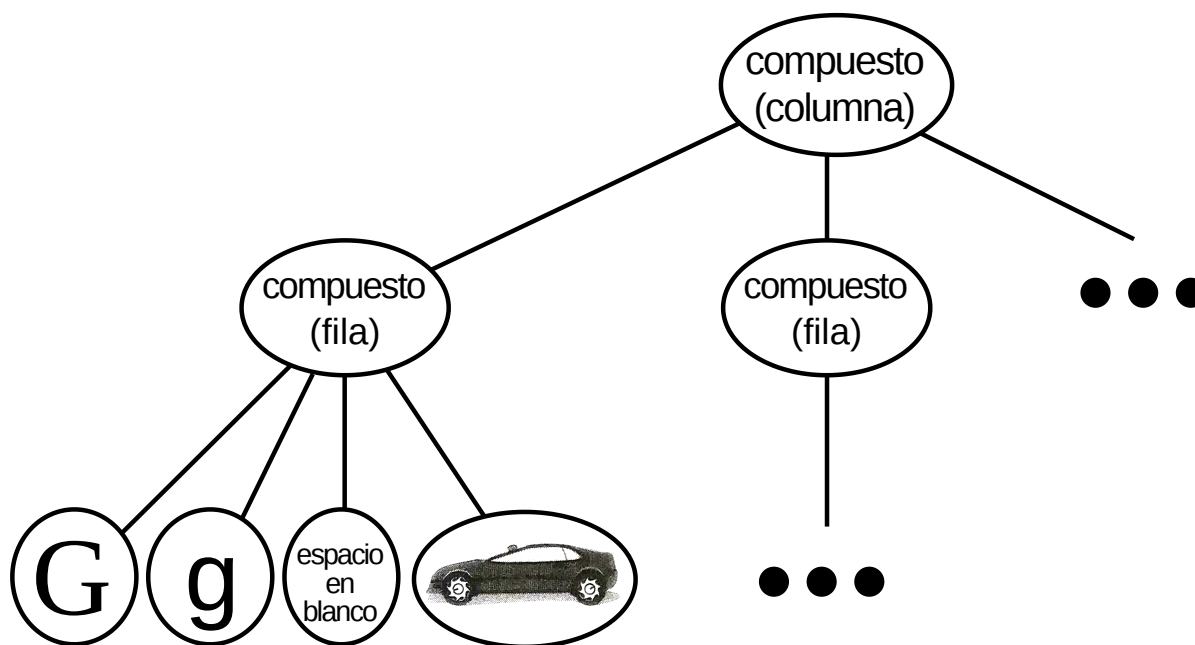 compuesto
(columna)
compuesto
(fila)
compuesto
(fila)
G
g
espacio
en
blanco